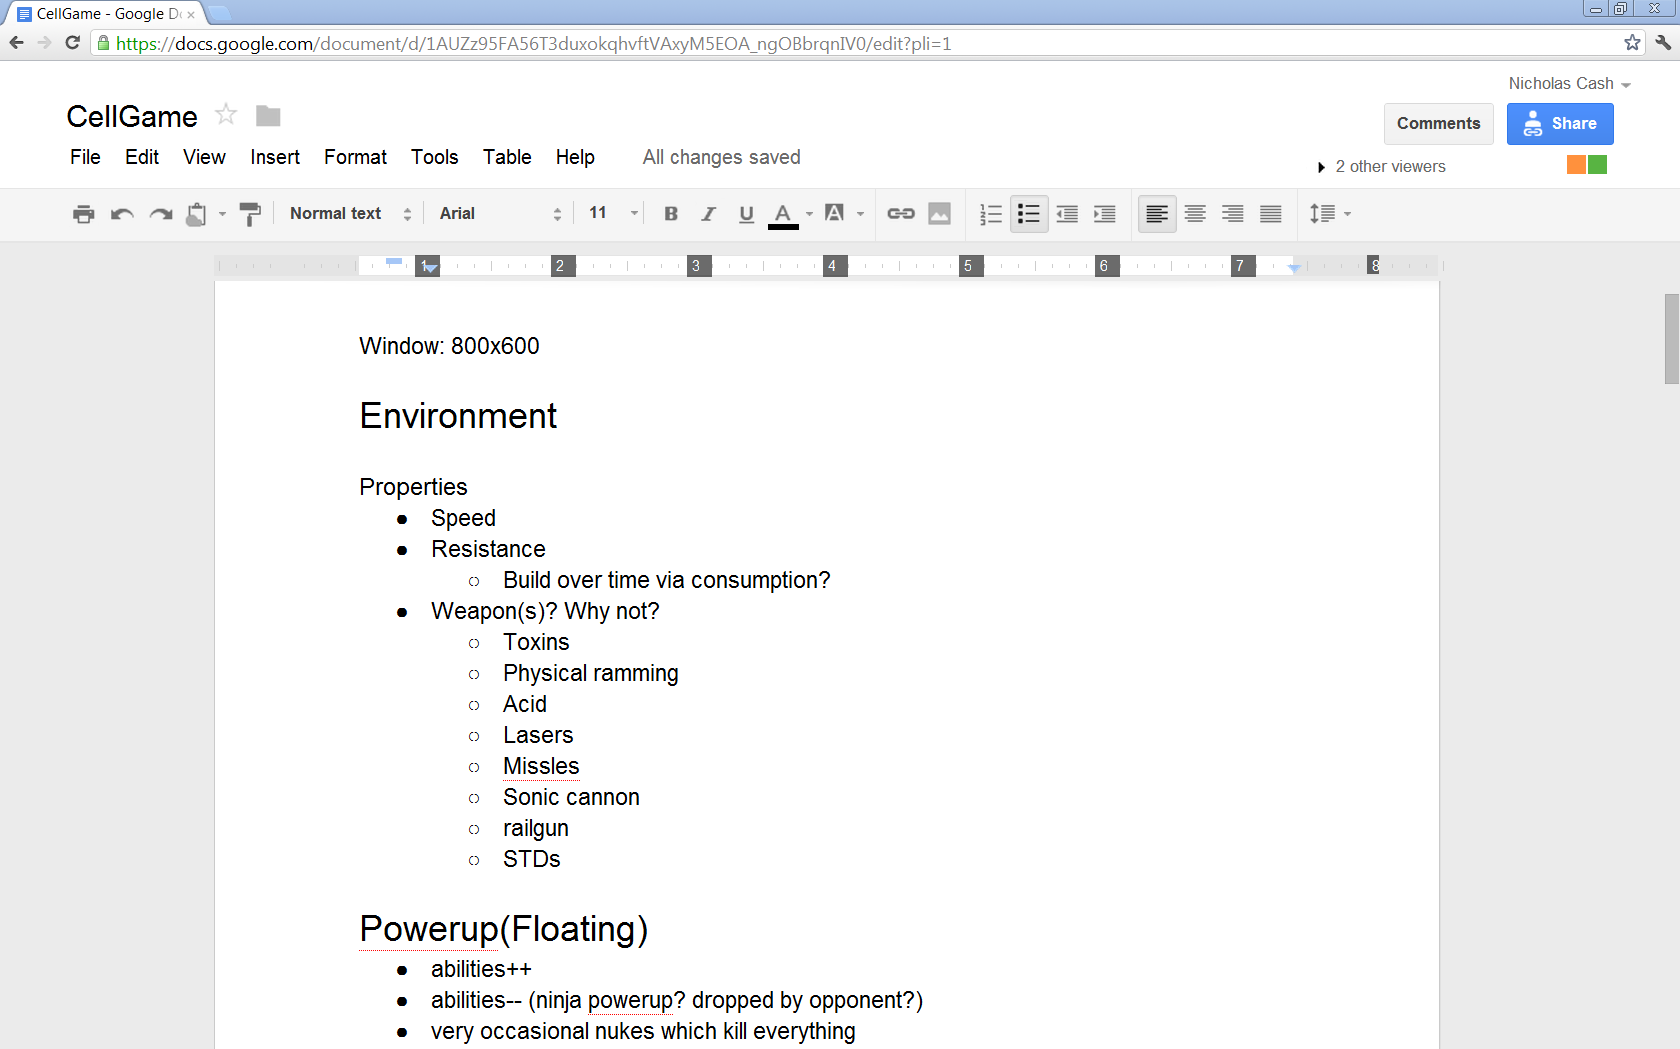 CellGame - Google Do
https://docs.google.com/document/d/1AUZz95FA56T3duxokqhvftVAxyM5EOA_ngOBbrqnIV0/edit?pli=1
Nicholas Cash
CellGame
Comments
Share
File Edit View Insert Format Tools Table Help All changes saved
2 other viewers
Normal text Arial 11 B I U A A
1 2 3 4 5 6 7 8
Window: 800x600
Environment
Properties
● Speed
● Resistance
○ Build over time via consumption?
● Weapon(s)? Why not?
○ Toxins
○ Physical ramming
○ Acid
○ Lasers
○ Missles
○ Sonic cannon
○ railgun
○ STDs
Powerup(Floating)
● abilities++
● abilities-- (ninja powerup? dropped by opponent?)
● very occasional nukes which kill everything